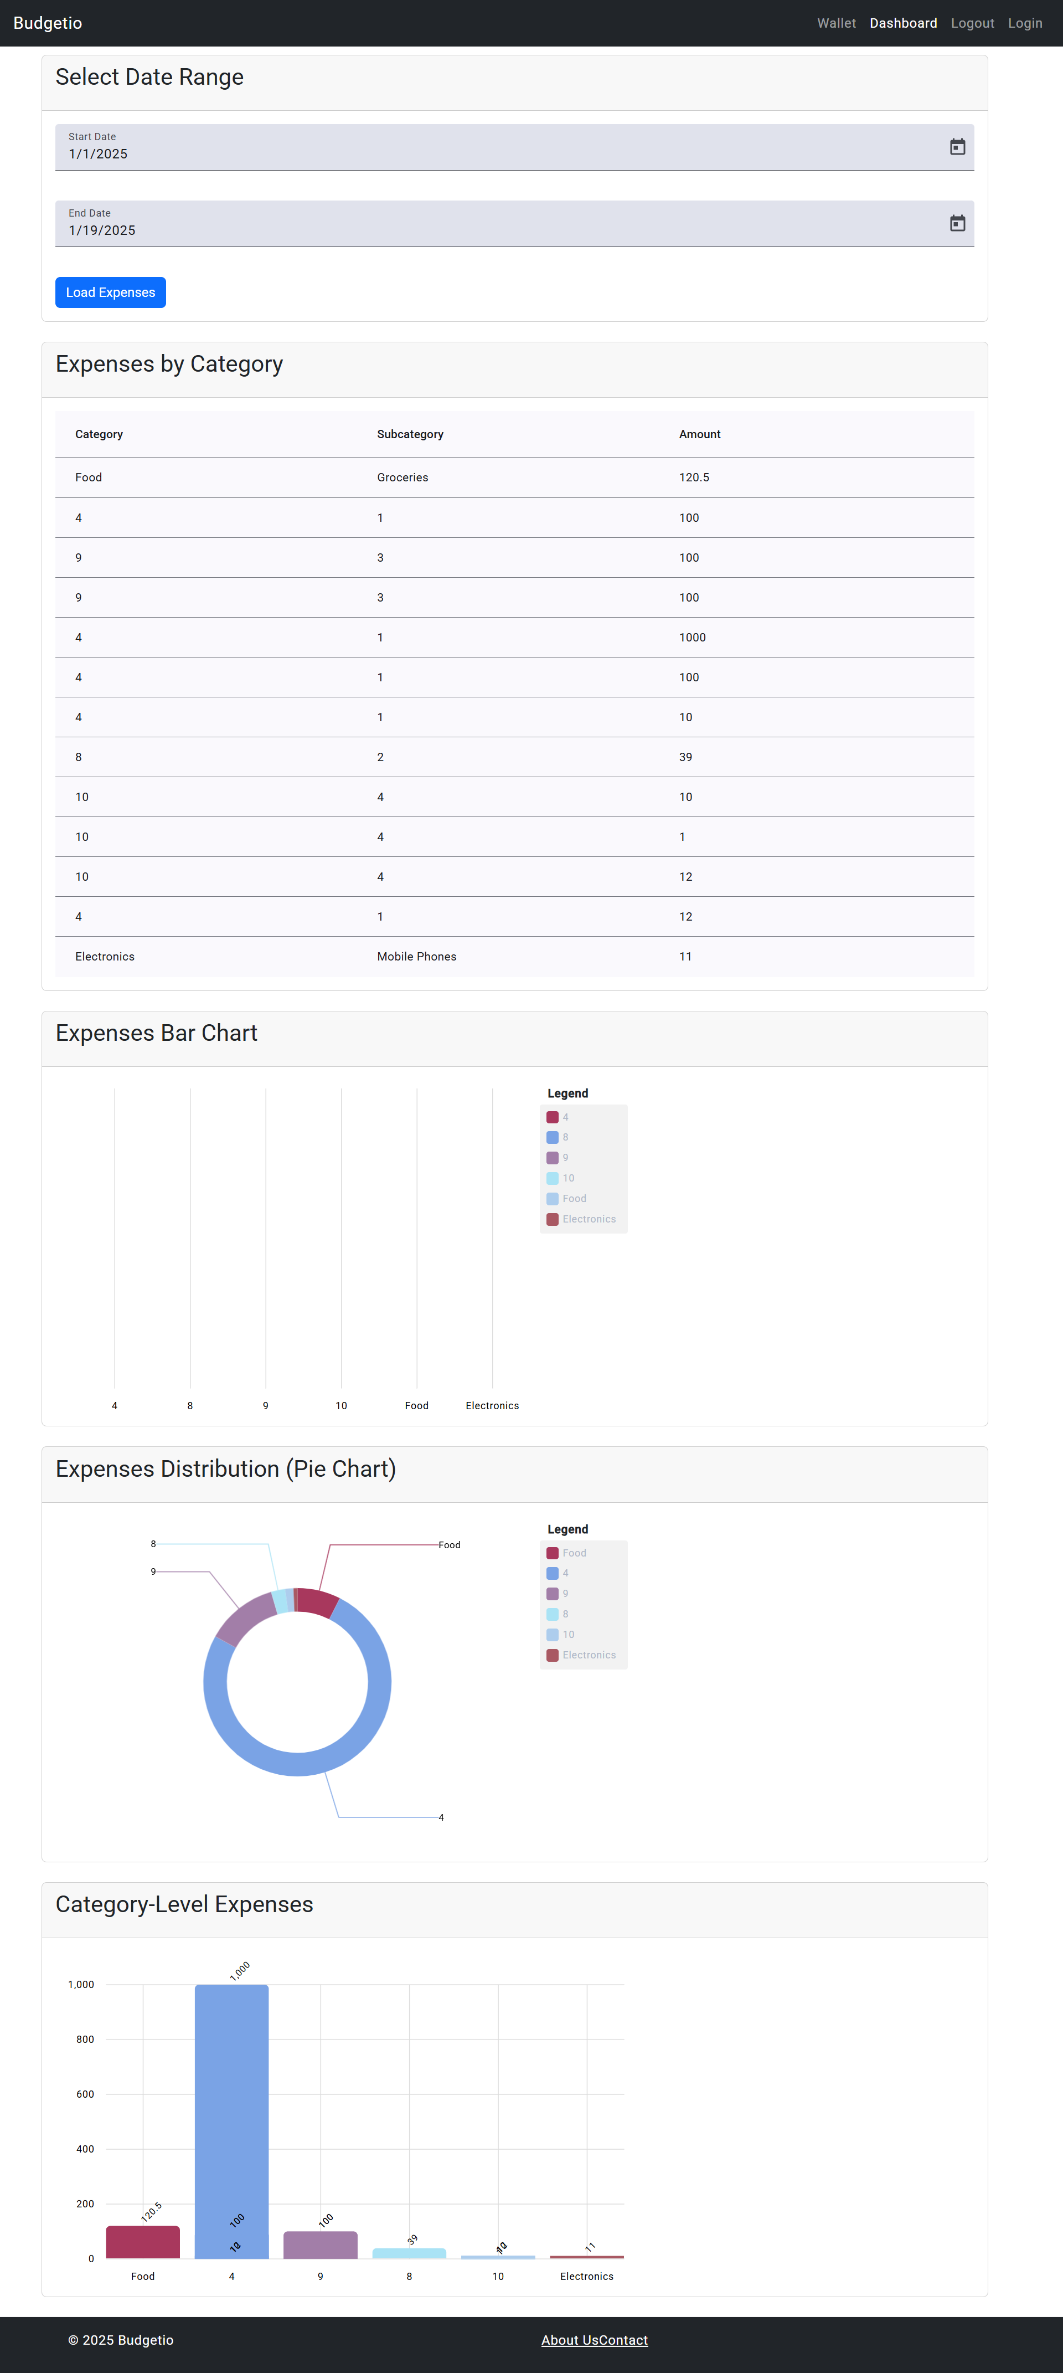 Budgetio Wallet Dashboard Logout Login
Select Date Range
Start Date
1/1/2025
End Date
1/19/2025
Load Expenses
Expenses by Category
Category Subcategory Amount
Food Groceries 120.5
4 1 100
9 3 100
9 3 100
4 1 1000
4 1 100
4 1 10
8 2 39
10 4 10
10 4 1
10 4 12
4 1 12
Electronics Mobile Phones 11
Expenses Bar Chart
Legend
4
8
9
10
Food
Electronics
4 8 9 10 Food Electronics
Expenses Distribution (Pie Chart)
8
9
Food
4
Legend
Food
4
9
8
10
Electronics
Category-Level Expenses
1,000
1,000
800
600
400
200
0
120.5
100
100
39
11
Food 4 9 8 10 Electronics
© 2025 Budgetio About UsContact